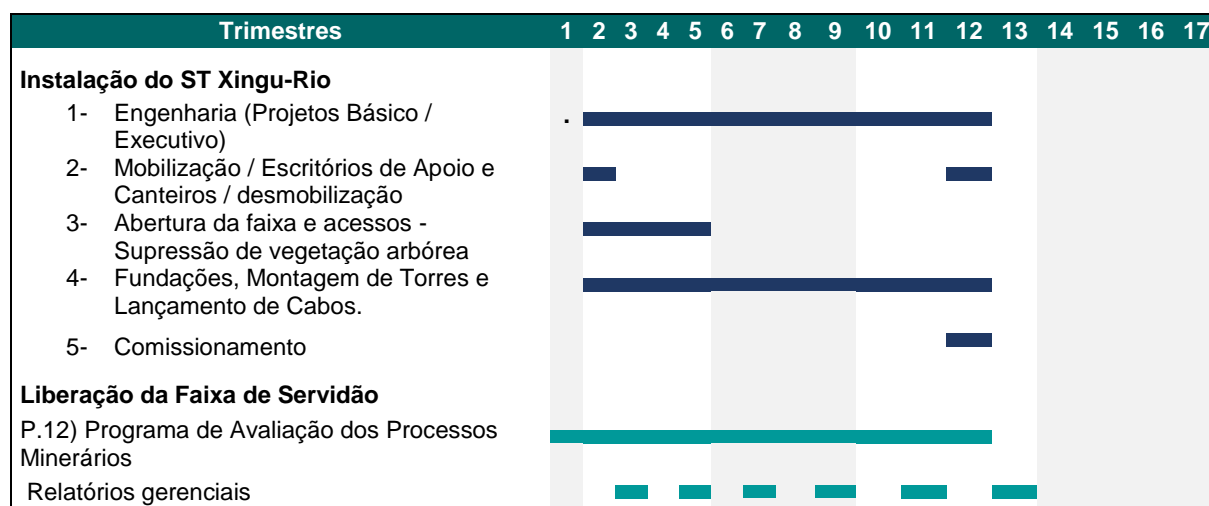 Trimestres 1 2 3 4 5 6 7 8 9 10 11 12 13 14 15 16 17
Instalação do ST Xingu-Rio
1- Engenharia (Projetos Básico / .
Executivo)
2- Mobilização / Escritórios de Apoio e
Canteiros / desmobilização
3- Abertura da faixa e acessos -
Supressão de vegetação arbórea
4- Fundações, Montagem de Torres e
Lançamento de Cabos.
5- Comissionamento
Liberação da Faixa de Servidão
P.12) Programa de Avaliação dos Processos
Minerários
Relatórios gerenciais